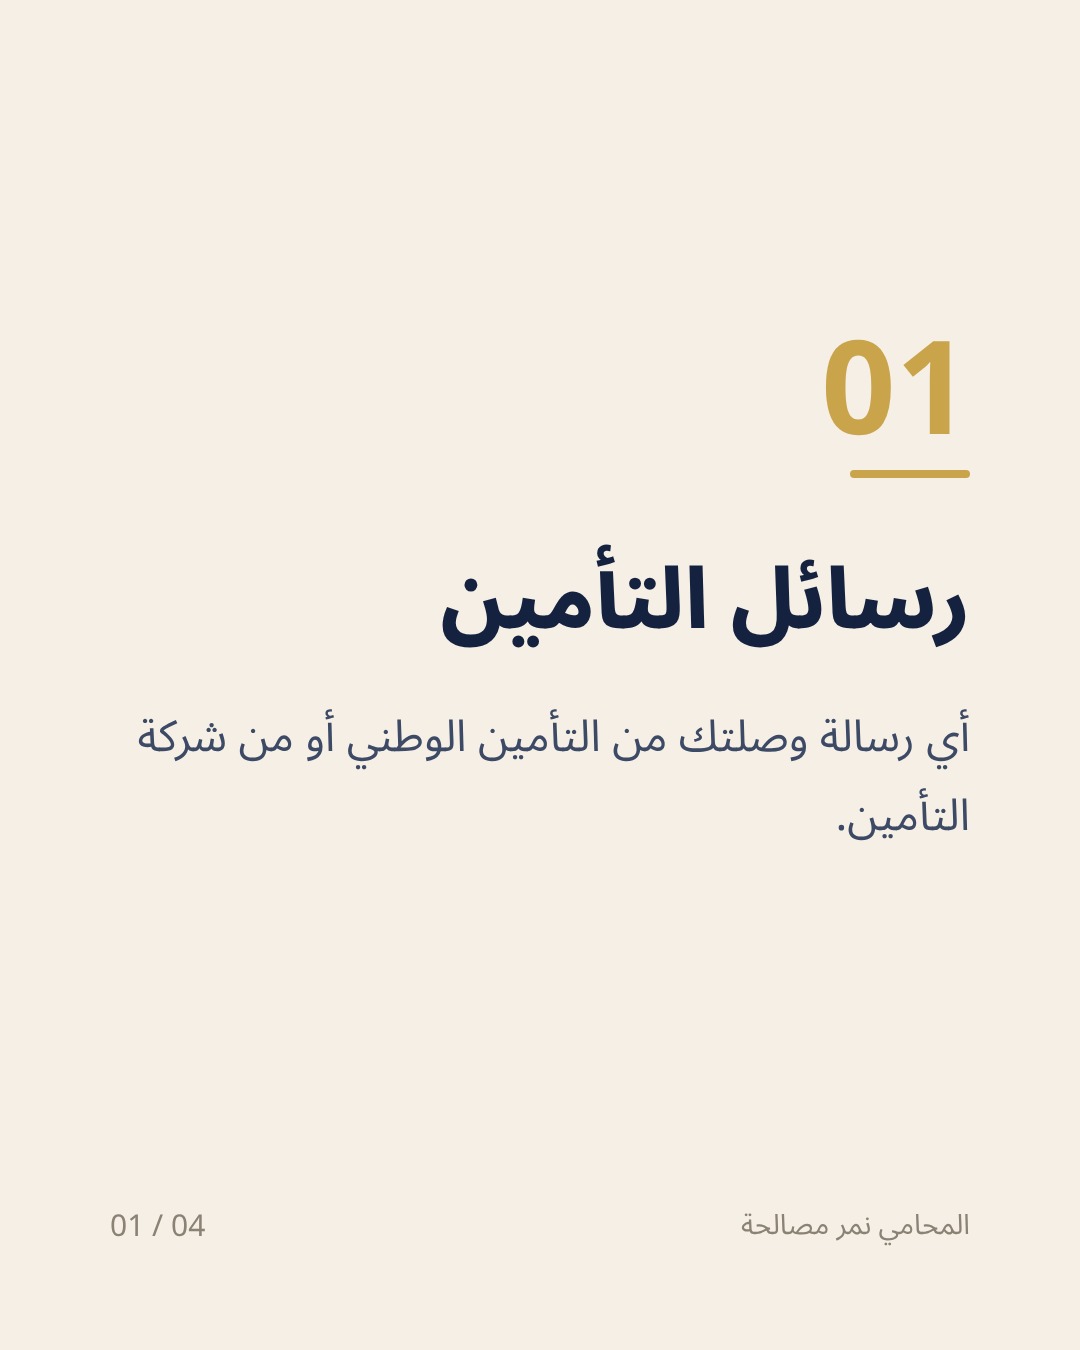 01
رسائل التأمين
أي رسالة وصلتك من التأمين الوطني أو من شركة
التأمين.
المحامي نمر مصالحة
01 / 04